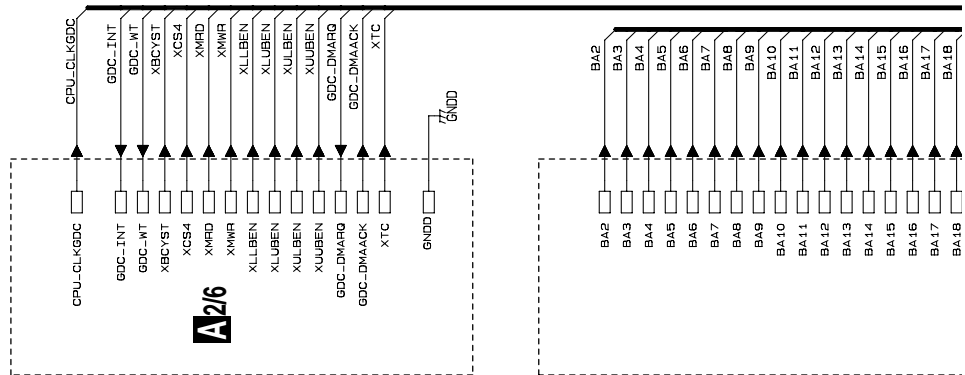 CPU_CLKGDC
GDC_INT
GDC_WT
XBCYST
XCS4
XMRD
XMWR
XLLBEN
XLUBEN
XULBEN
XUUBEN
GDC_DMARQ
GDC_DMAACK
XTC
GNDD
BA2
BA3
BA4
BA5
BA6
BA7
BA8
BA9
BA10
BA11
BA12
BA13
BA14
BA15
BA16
BA17
BA18
CPU_CLKGDC
GDC_INT
GDC_WT
XBCYST
XCS4
XMRD
XMWR
XLLBEN
XLUBEN
XULBEN
XUUBEN
GDC_DMARQ
GDC_DMAACK
XTC
GNDD
BA2
BA3
BA4
BA5
BA6
BA7
BA8
BA9
BA10
BA11
BA12
BA13
BA14
BA15
BA16
BA17
BA18
A 2/6